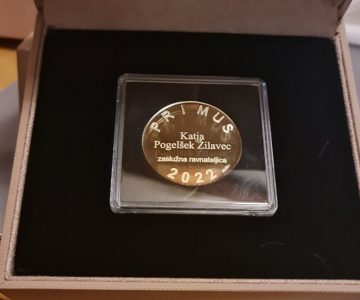 PRIMUS
Katja
Pogelšek Žilavec
zaslužna ravnateljica
2022